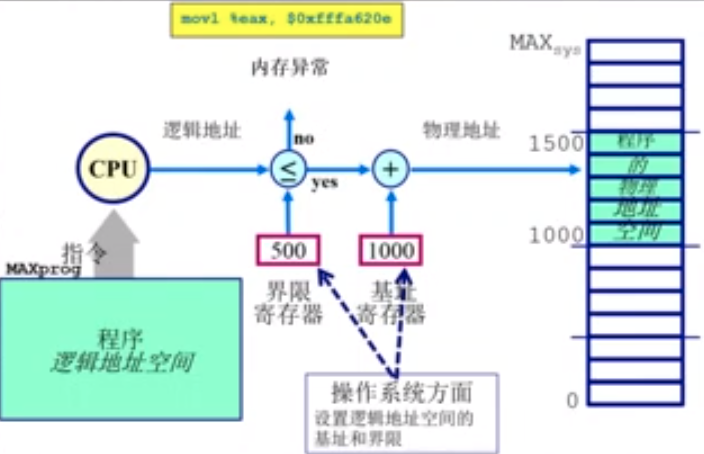 movl %eax, $0xfffa620e
内存异常
MAXsys
逻辑地址
物理地址
no
CPU
≤
yes
+
1500
程序
的
物理
地址
空间
1000
500
1000
指令
MAXprog
界限
寄存器
基址
寄存器
程序
逻辑地址空间
操作系统方面
设置逻辑地址空间的
基址和界限
0